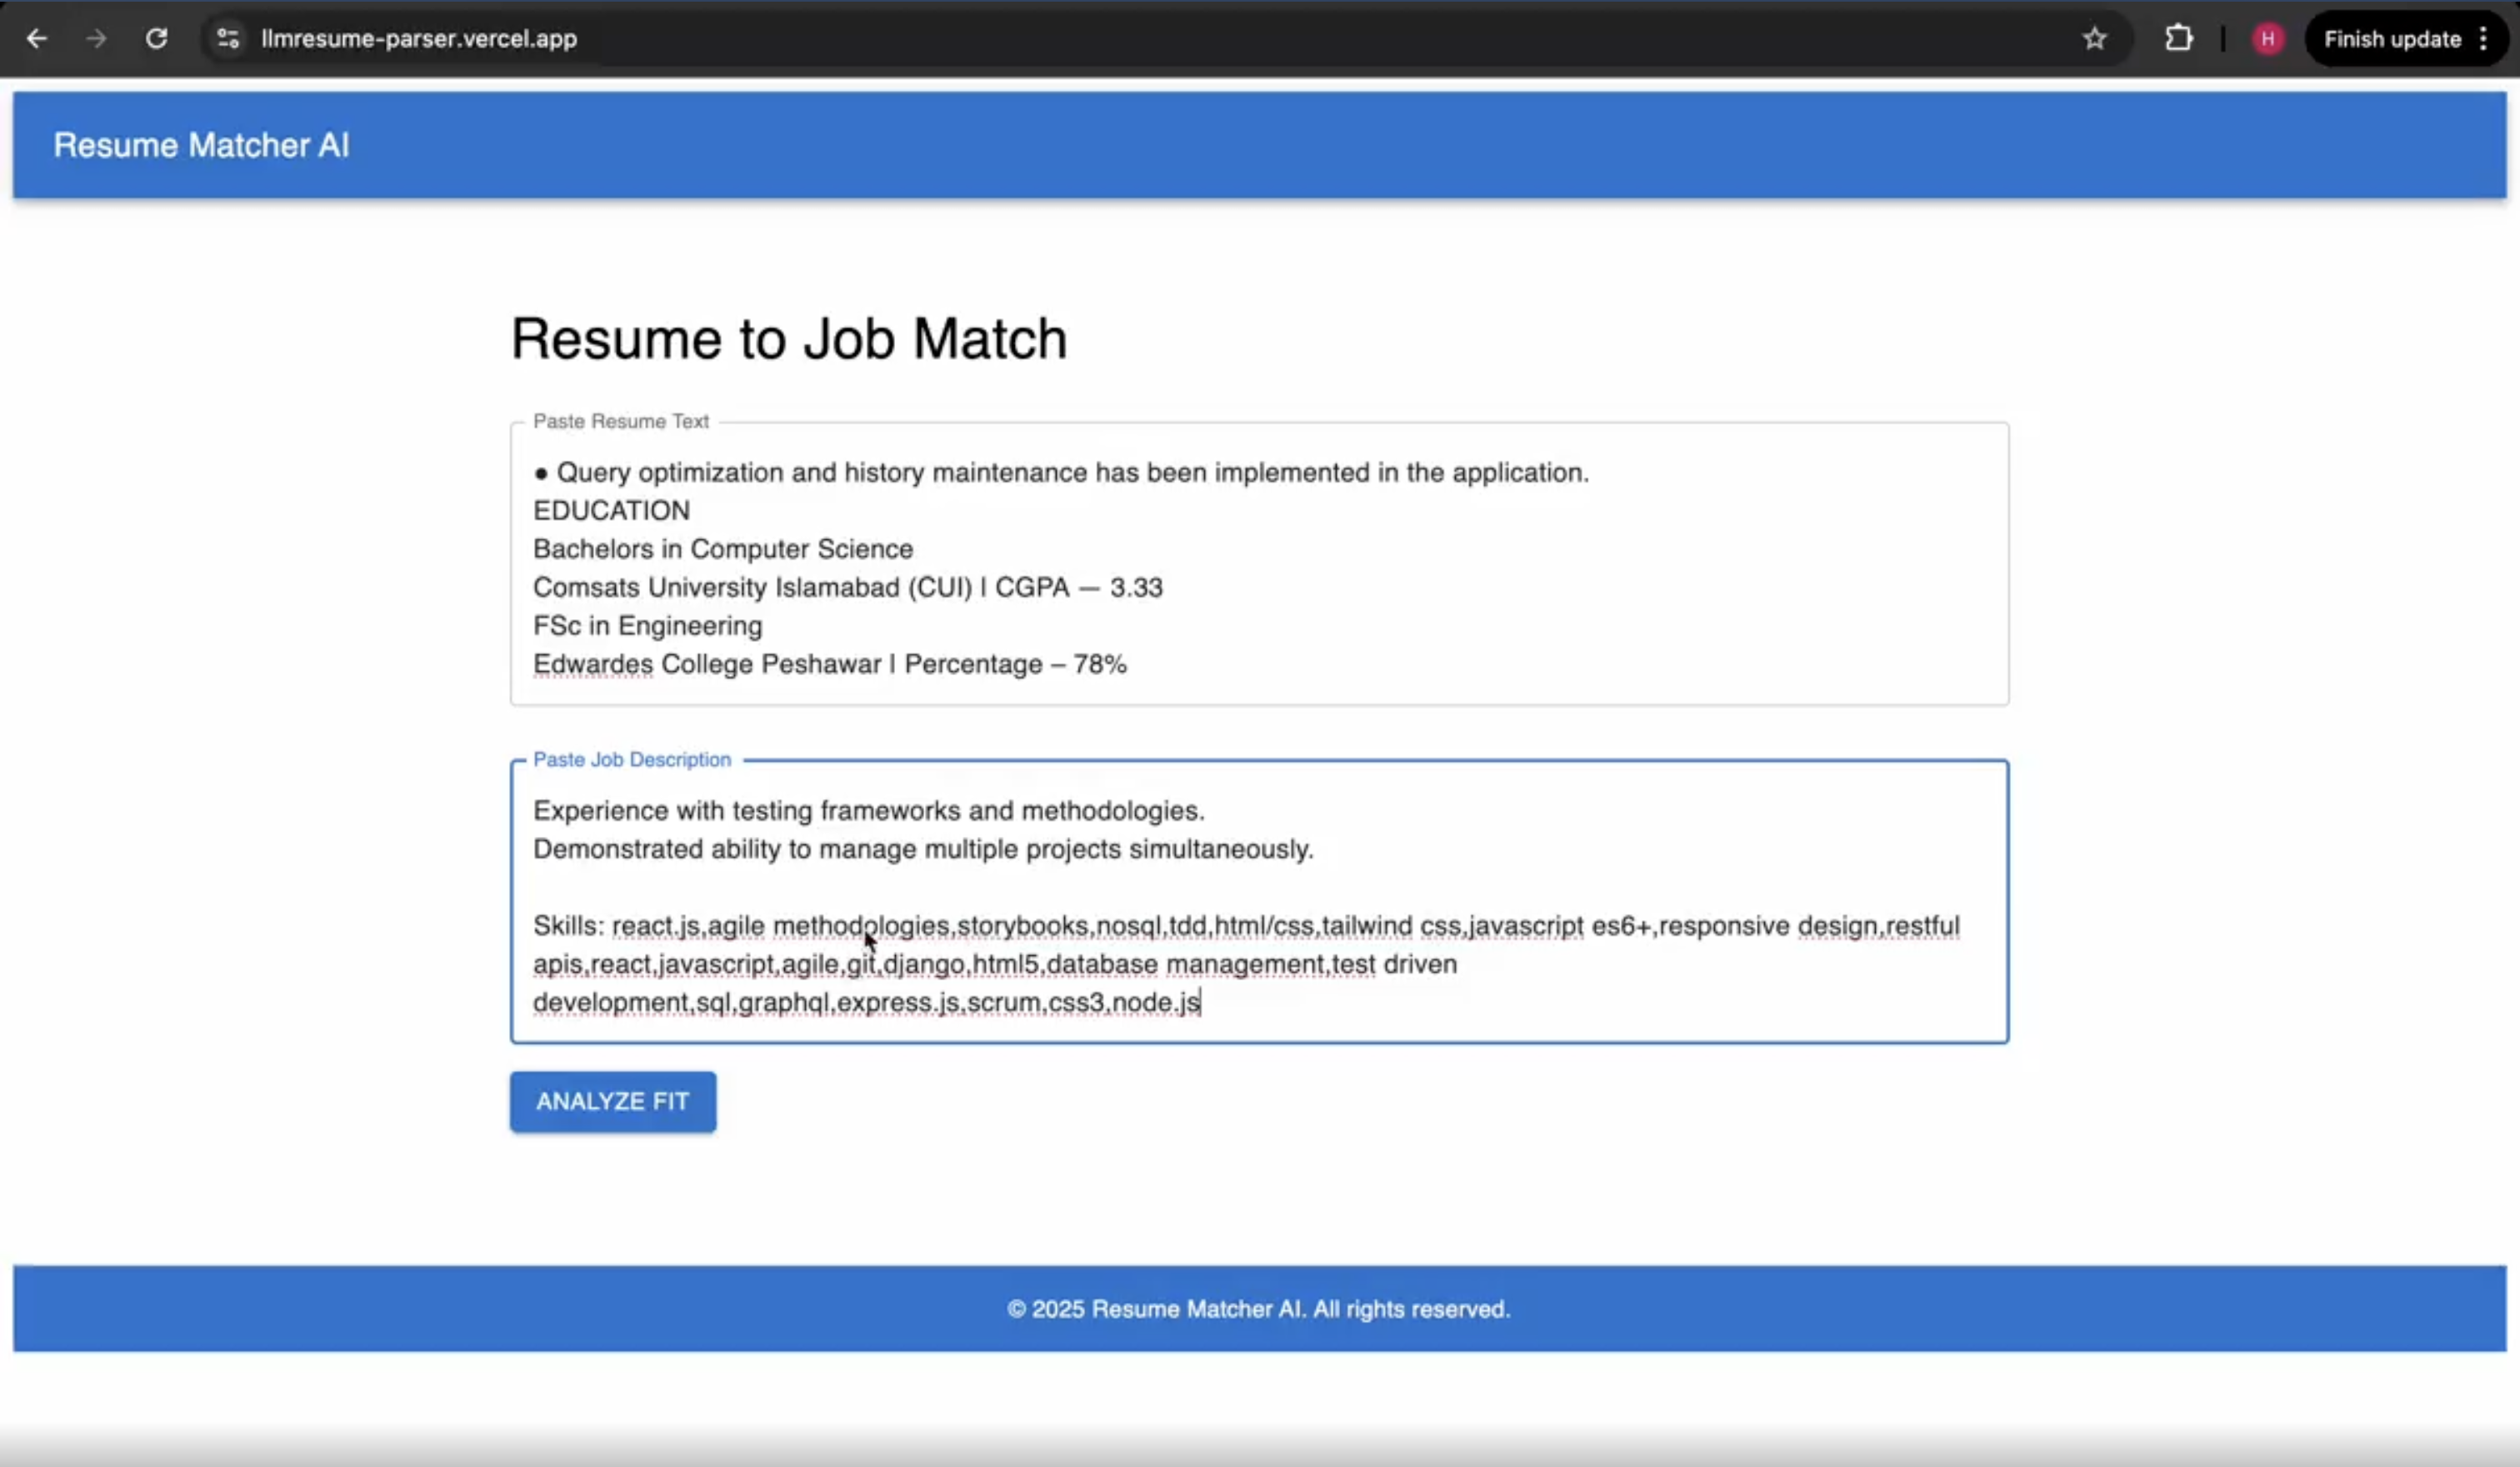 llmresume-parser.vercel.app
H
Finish update
Resume Matcher AI
Resume to Job Match
Paste Resume Text
● Query optimization and history maintenance has been implemented in the application.
EDUCATION
Bachelors in Computer Science
Comsats University Islamabad (CUI) | CGPA — 3.33
FSc in Engineering
Edwardes College Peshawar | Percentage – 78%
Paste Job Description
Experience with testing frameworks and methodologies.
Demonstrated ability to manage multiple projects simultaneously.
Skills: react.js,agile methodologies,storybooks,nosql,tdd,html/css,tailwind css,javascript es6+,responsive design,restful
apis,react,javascript,agile,git,django,html5,database management,test driven
development,sql,graphql,express.js,scrum,css3,node.js
ANALYZE FIT
© 2025 Resume Matcher AI. All rights reserved.